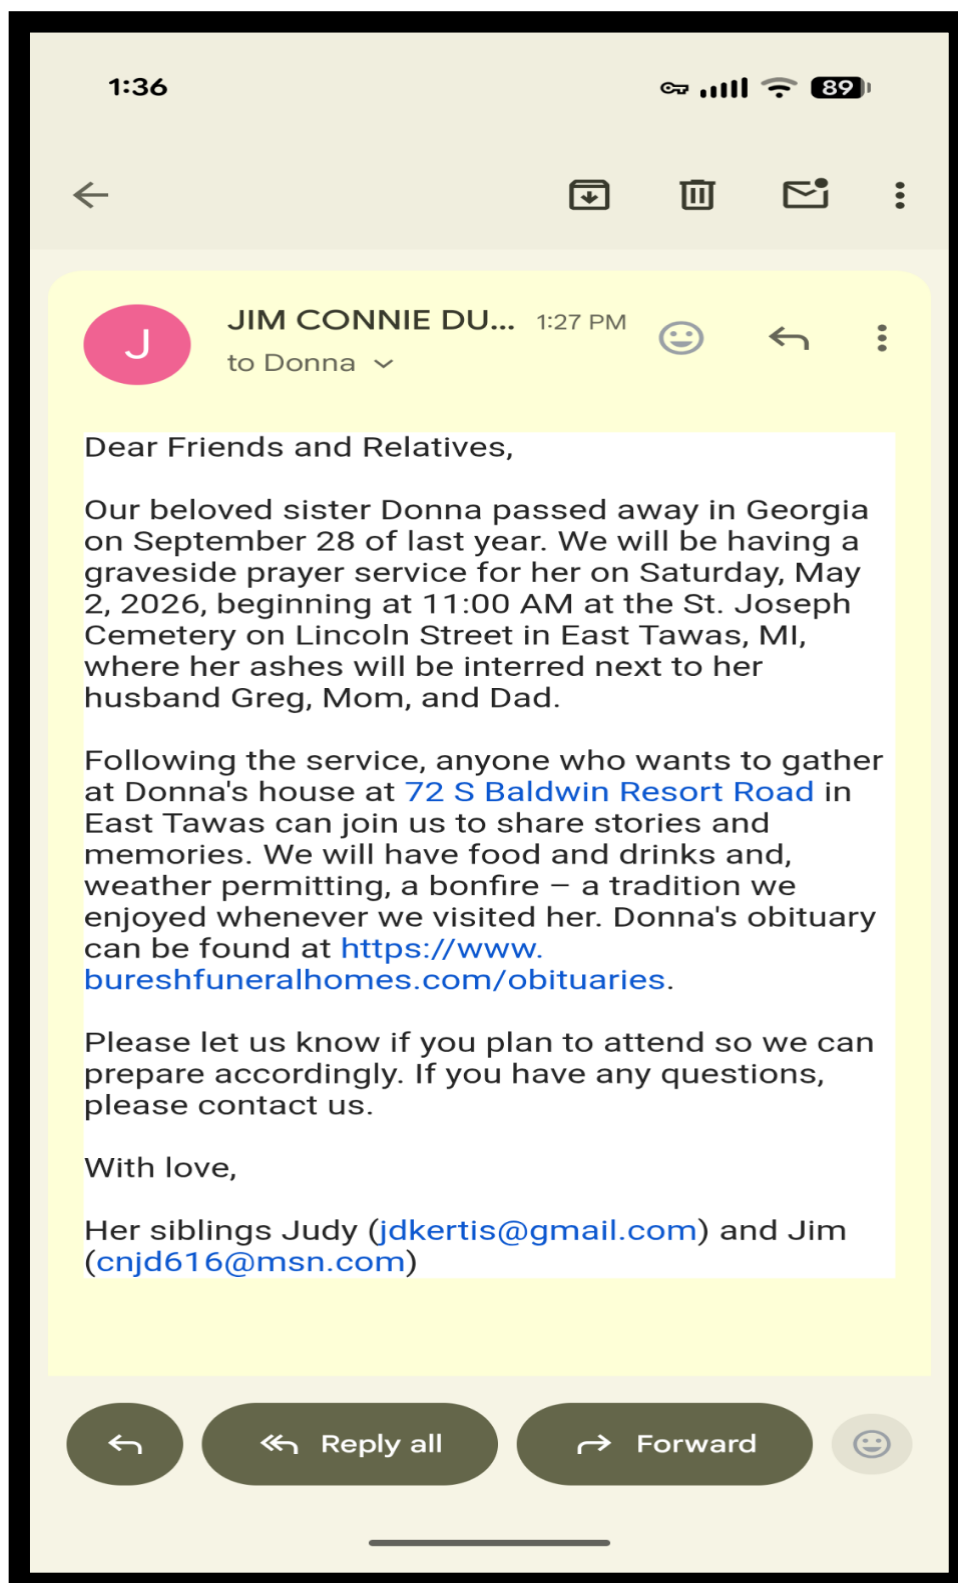 1:36
89
J
JIM CONNIE DU... 1:27 PM
to Donna
Dear Friends and Relatives,
Our beloved sister Donna passed away in Georgia
on September 28 of last year. We will be having a
graveside prayer service for her on Saturday, May
2, 2026, beginning at 11:00 AM at the St. Joseph
Cemetery on Lincoln Street in East Tawas, MI,
where her ashes will be interred next to her
husband Greg, Mom, and Dad.
Following the service, anyone who wants to gather
at Donna's house at 72 S Baldwin Resort Road in
East Tawas can join us to share stories and
memories. We will have food and drinks and,
weather permitting, a bonfire – a tradition we
enjoyed whenever we visited her. Donna's obituary
can be found at https://www.
bureshfuneralhomes.com/obituaries.
Please let us know if you plan to attend so we can
prepare accordingly. If you have any questions,
please contact us.
With love,
Her siblings Judy (jdkertis@gmail.com) and Jim
(cnjd616@msn.com)
Reply all
Forward